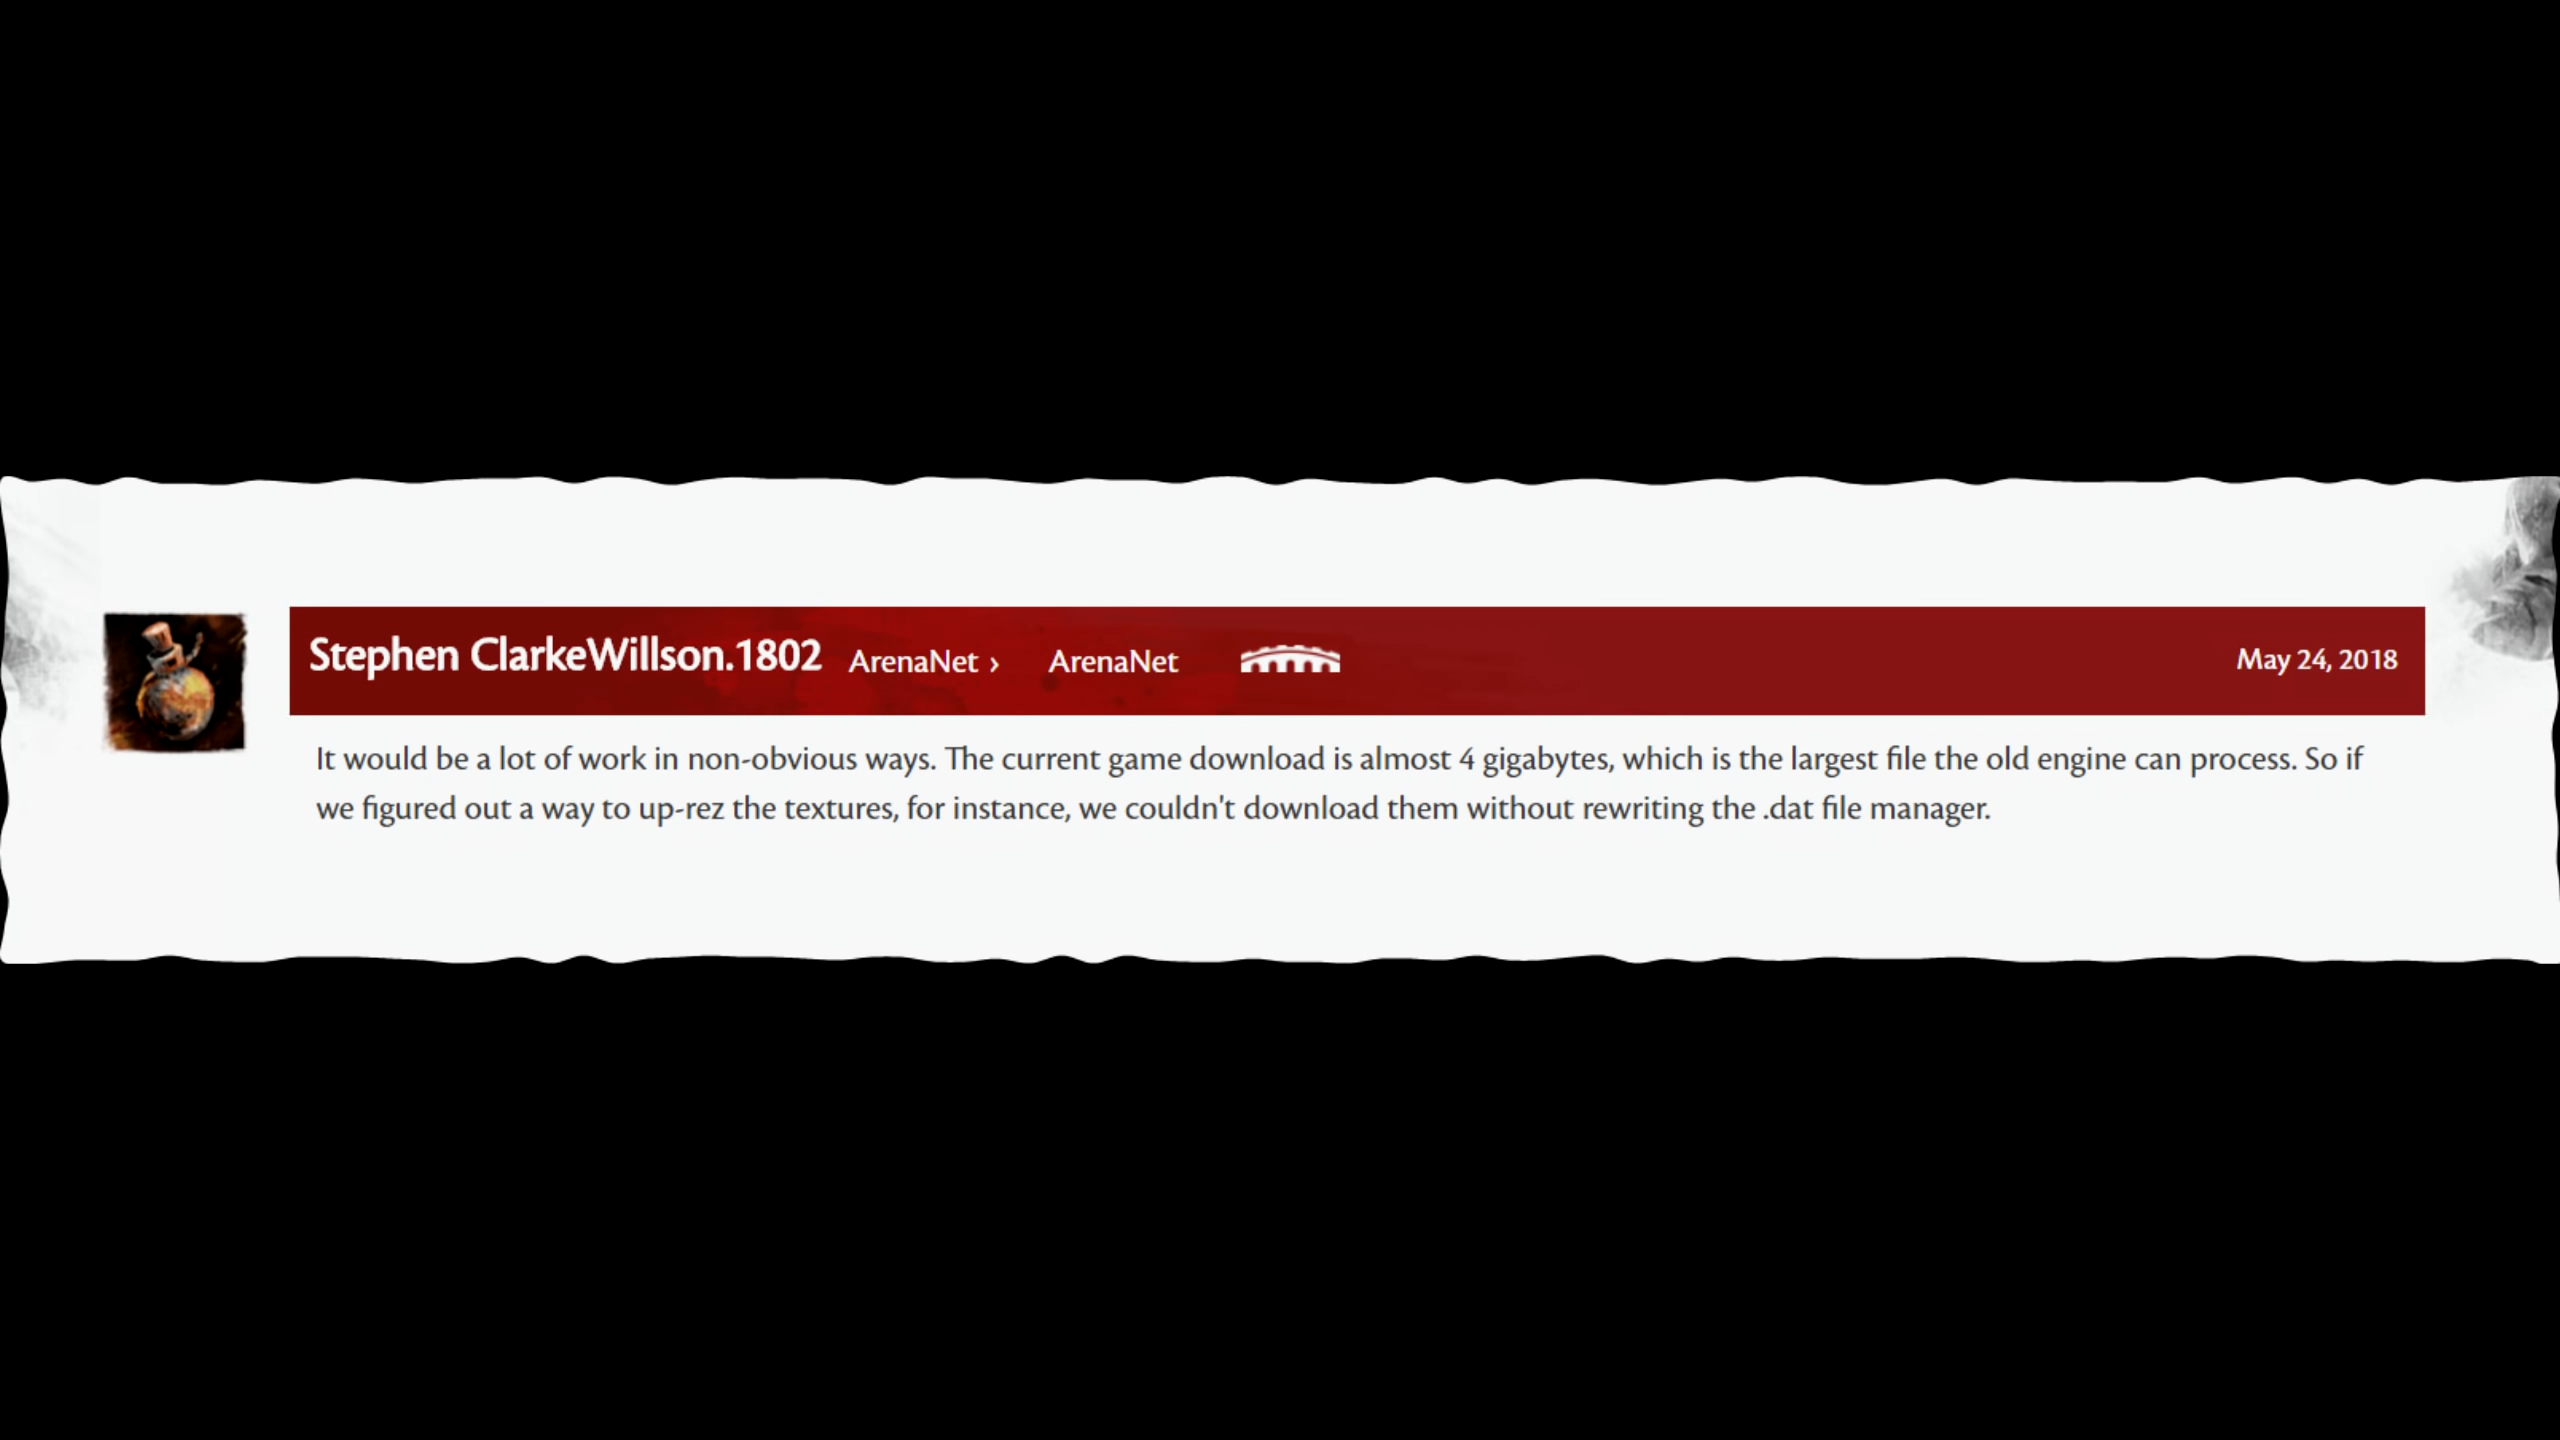 Stephen ClarkeWillson.1802 ArenaNet › ArenaNet May 24, 2018
It would be a lot of work in non-obvious ways. The current game download is almost 4 gigabytes, which is the largest file the old engine can process. So if
we figured out a way to up-rez the textures, for instance, we couldn't download them without rewriting the .dat file manager.